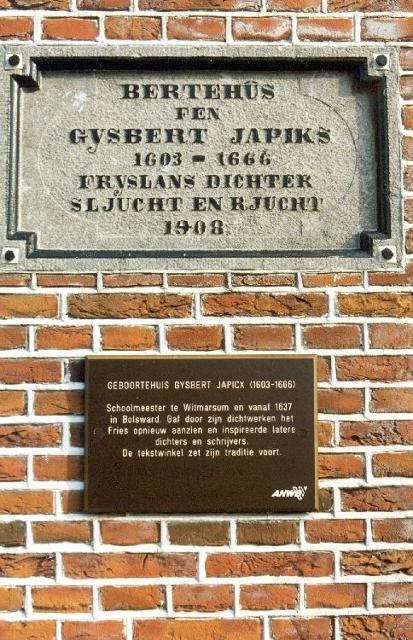 BERTEHÛS
FEN
GYSBERT JAPIKS
1603 - 1666
FRYSLANS DICHTER
SLJUCHT EN RJUCHT
1908
GEBOORTEHUIS GYSBERT JAPICX (1603-1666)
Schoolmeester te Witmarsum en vanaf 1637
in Bolsward. Gaf door zijn dichtwerken het
Fries opnieuw aanzien en inspireerde latere
dichters en schrijvers.
De tekstwinkel zet zijn traditie voort.
ANWB